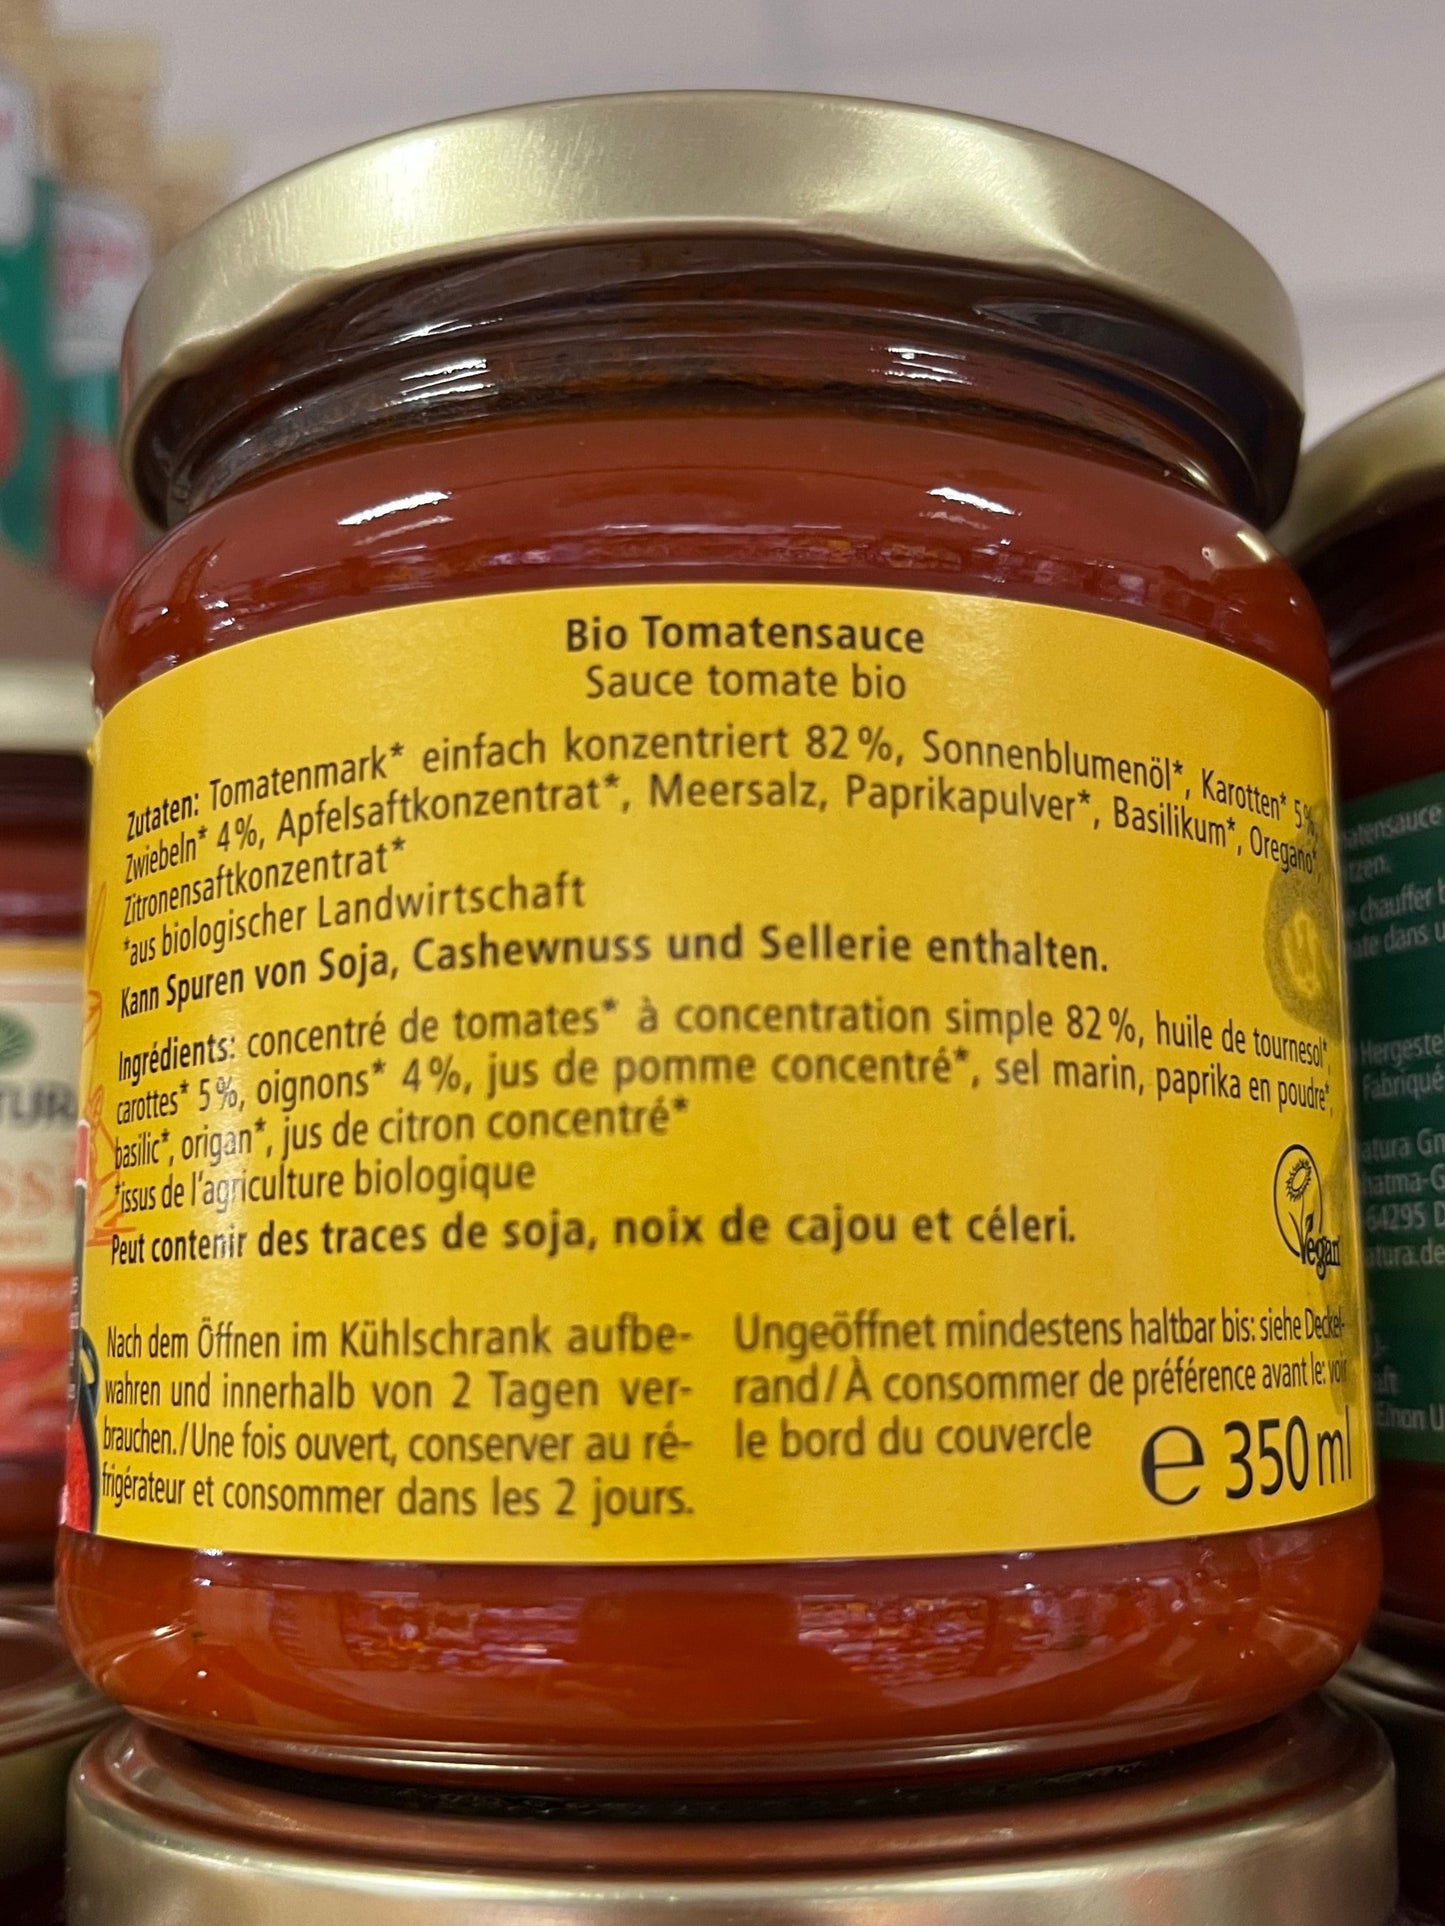 Bio Tomatensauce
Sauce tomate bio
Zutaten: Tomatenmark* einfach konzentriert 82%, Sonnenblumenöl*, Karotten* 5%,
Zwiebeln* 4%, Apfelsaftkonzentrat*, Meersalz, Paprikapulver*, Basilikum*, Oregano*,
Zitronensaftkonzentrat*
*aus biologischer Landwirtschaft
Kann Spuren von Soja, Cashewnuss und Sellerie enthalten.
Ingrédients: concentré de tomates* à concentration simple 82%, huile de tournesol*,
carottes* 5%, oignons* 4%, jus de pomme concentré*, sel marin, paprika en poudre*,
basilic*, origan*, jus de citron concentré*
*issus de l'agriculture biologique
Peut contenir des traces de soja, noix de cajou et céleri.
Vegan
Nach dem Öffnen im Kühlschrank aufbe-
wahren und innerhalb von 2 Tagen ver-
brauchen./Une fois ouvert, conserver au ré-
frigérateur et consommer dans les 2 jours.
Ungeöffnet mindestens haltbar bis: siehe Deckel-
rand/À consommer de préférence avant le: voir
le bord du couvercle
e 350 ml
chauffer
dans
64295 D